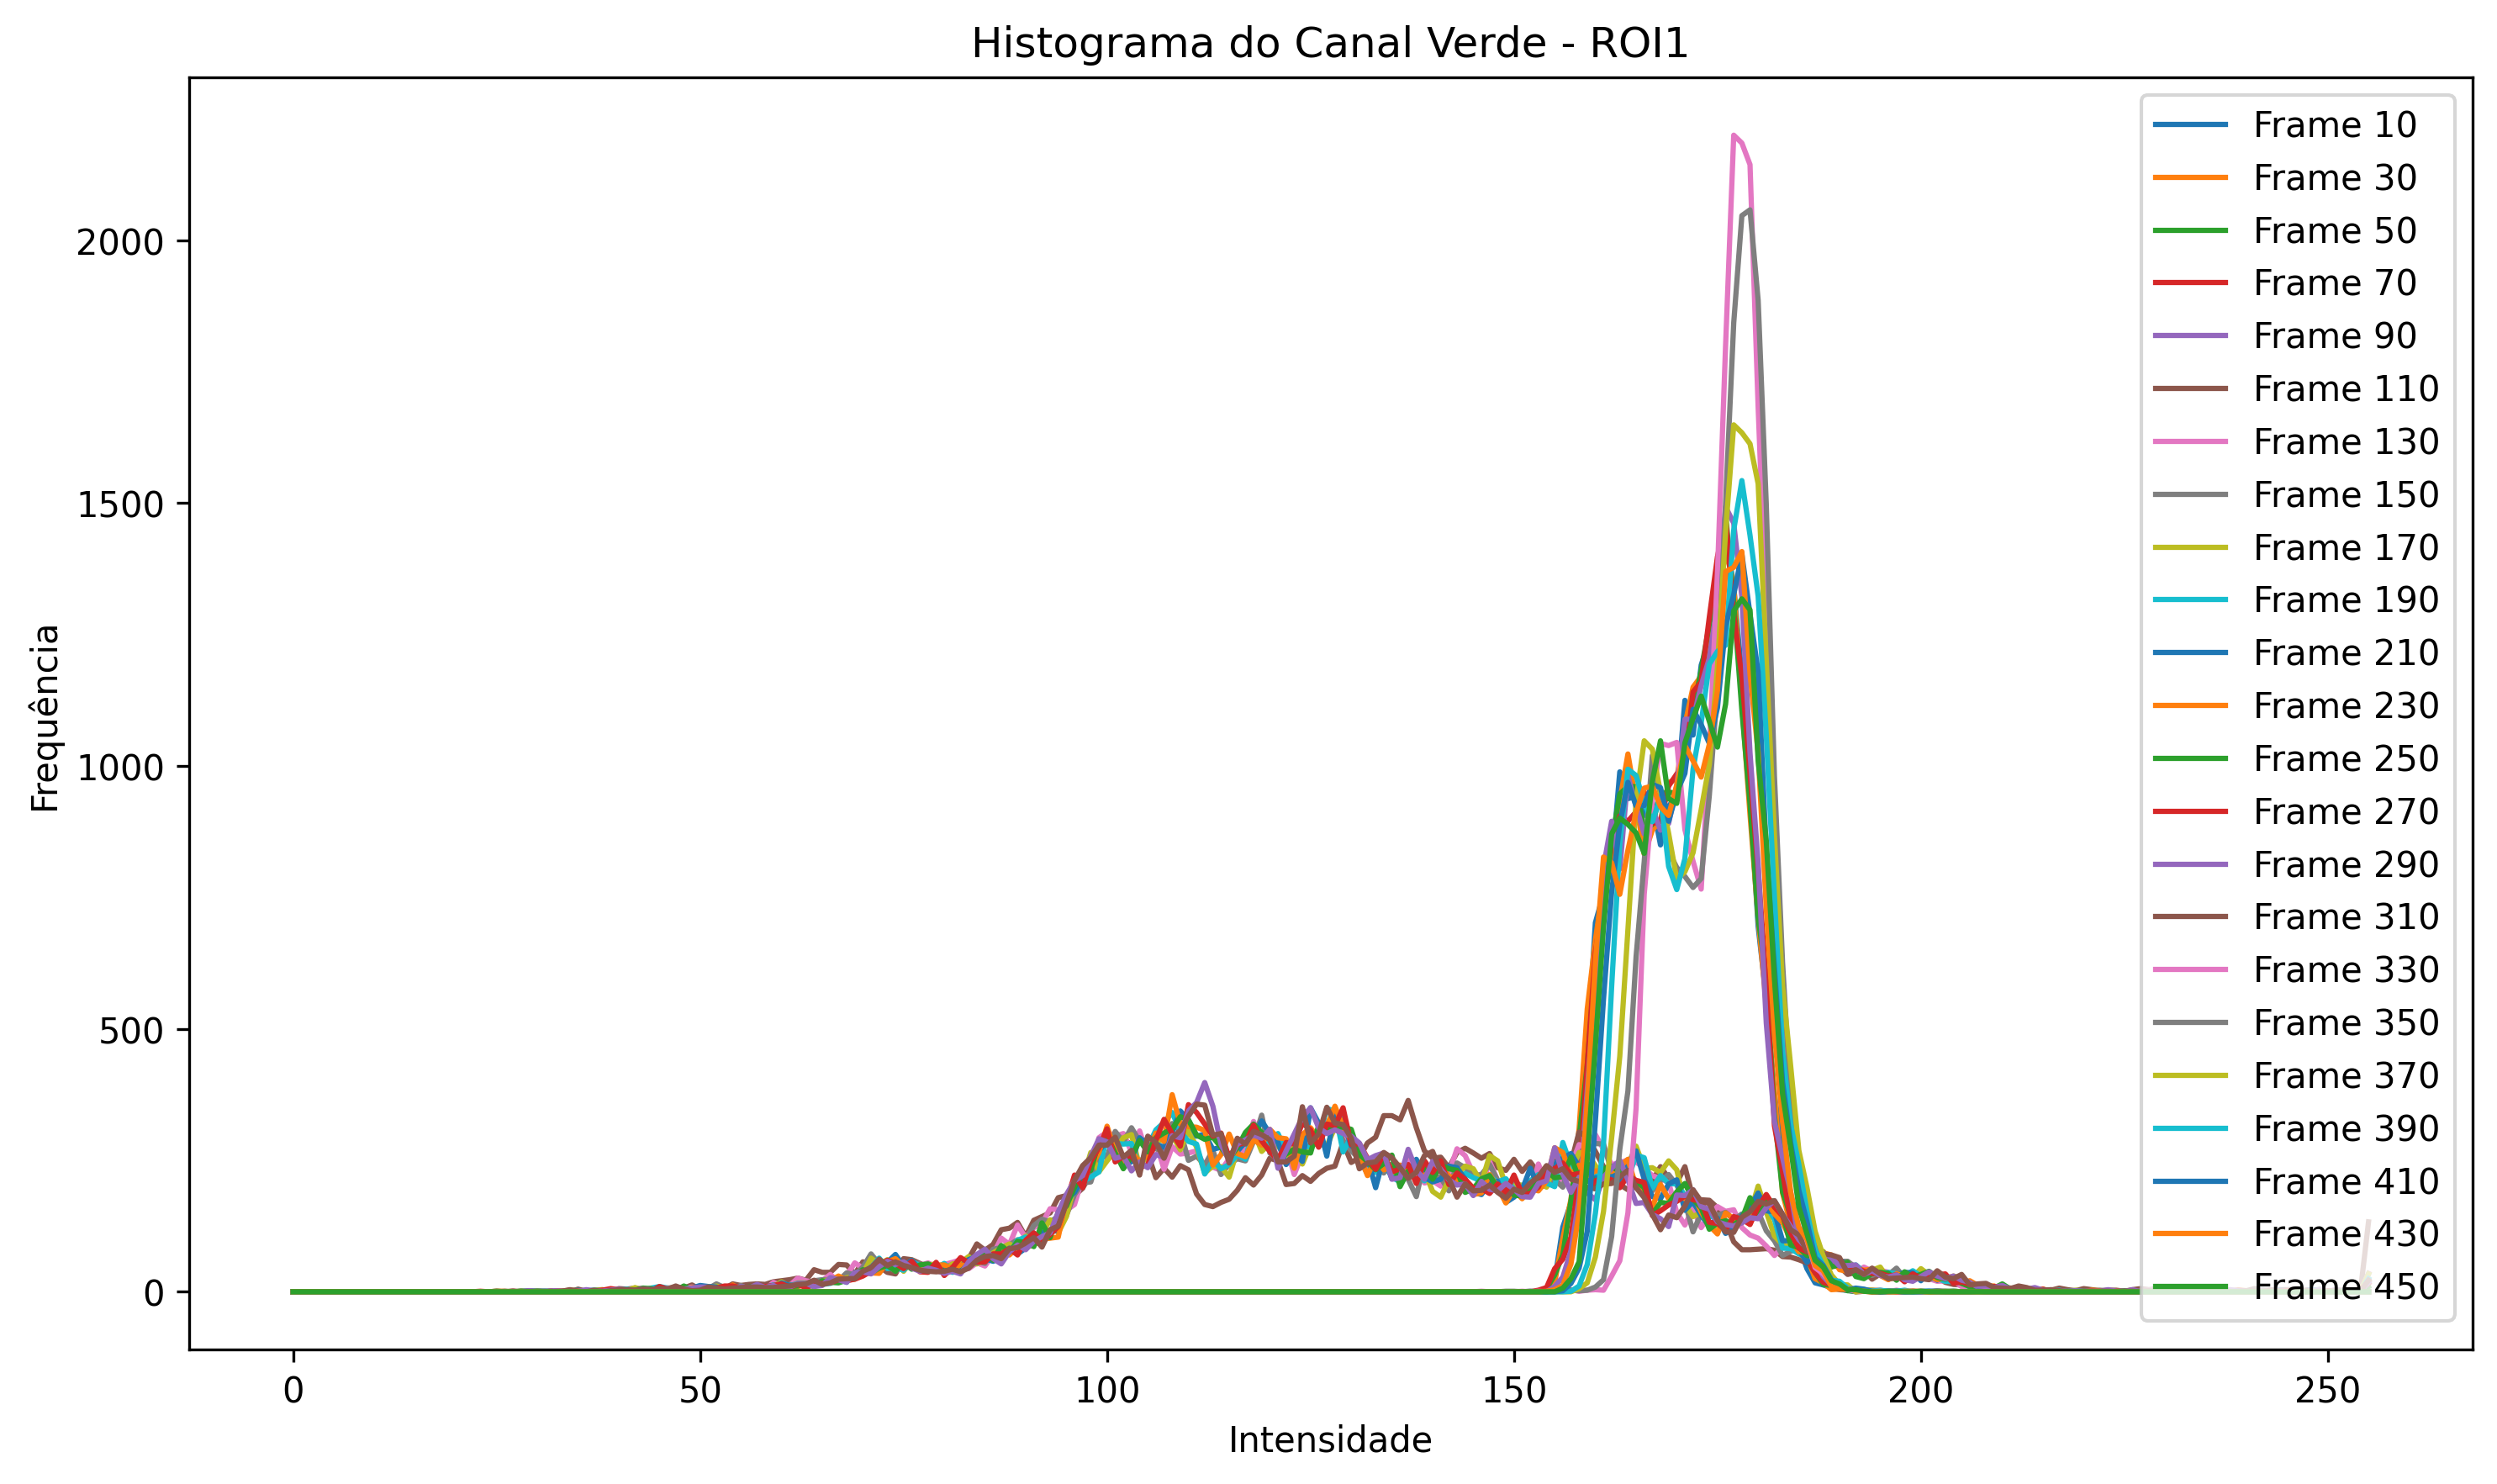 Histograma do Canal Verde - ROI1
Frequência
2000
1500
1000
500
0
0 50 100 150 200 250
Intensidade
Frame 10
Frame 30
Frame 50
Frame 70
Frame 90
Frame 110
Frame 130
Frame 150
Frame 170
Frame 190
Frame 210
Frame 230
Frame 250
Frame 270
Frame 290
Frame 310
Frame 330
Frame 350
Frame 370
Frame 390
Frame 410
Frame 430
Frame 450